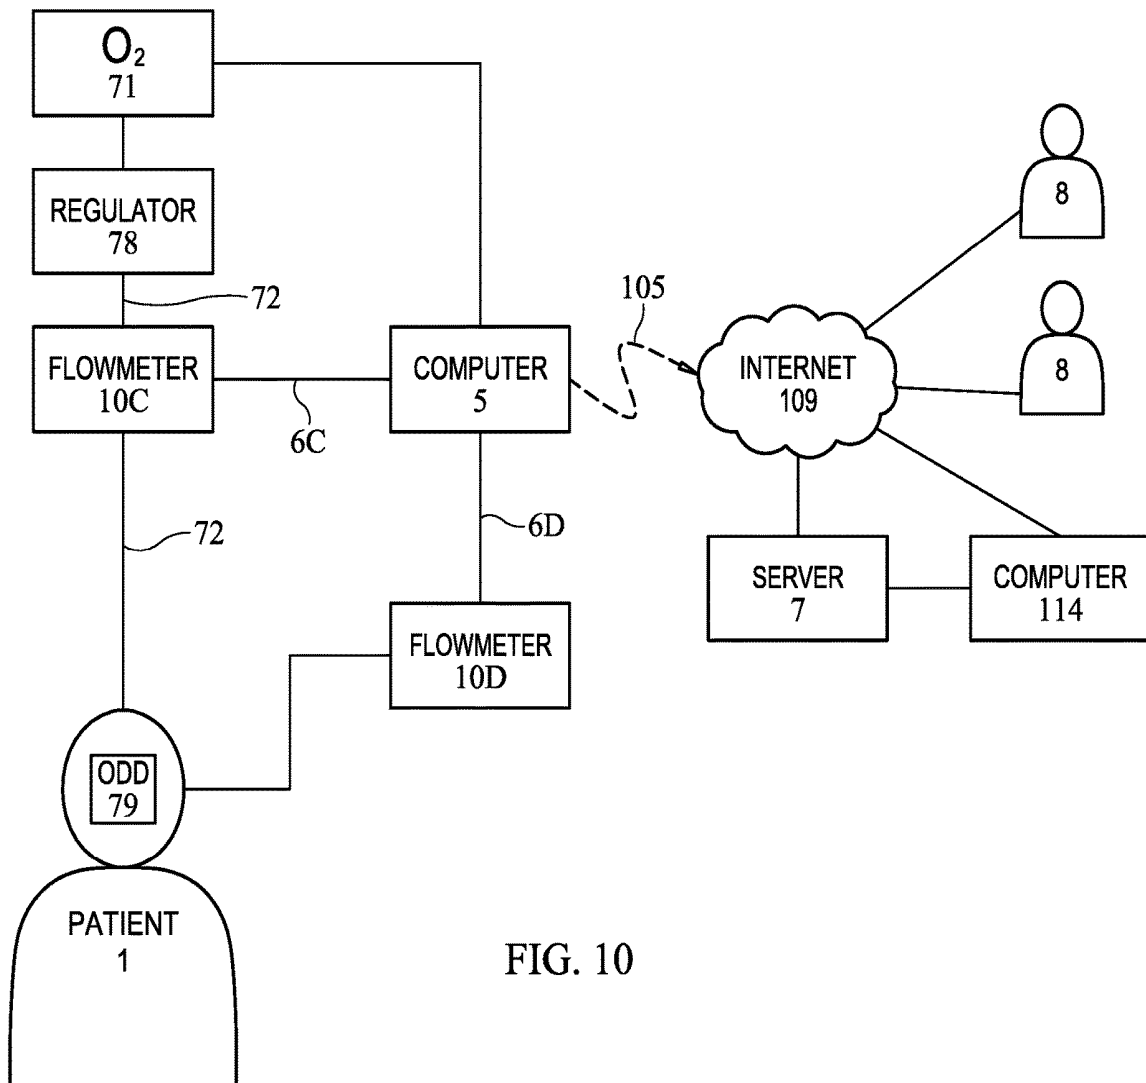 O₂
71
REGULATOR
78
72
FLOWMETER
10C
6C
COMPUTER
5
105
INTERNET
109
8
8
72
6D
SERVER
7
COMPUTER
114
FLOWMETER
10D
ODD
79
PATIENT
1
FIG. 10